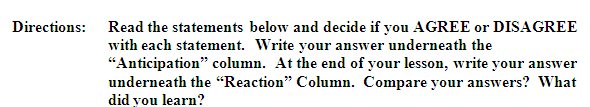 Directions: Read the statements below and decide if you AGREE or DISAGREE
with each statement. Write your answer underneath the
“Anticipation” column. At the end of your lesson, write your answer
underneath the “Reaction” Column. Compare your answers? What
did you learn?